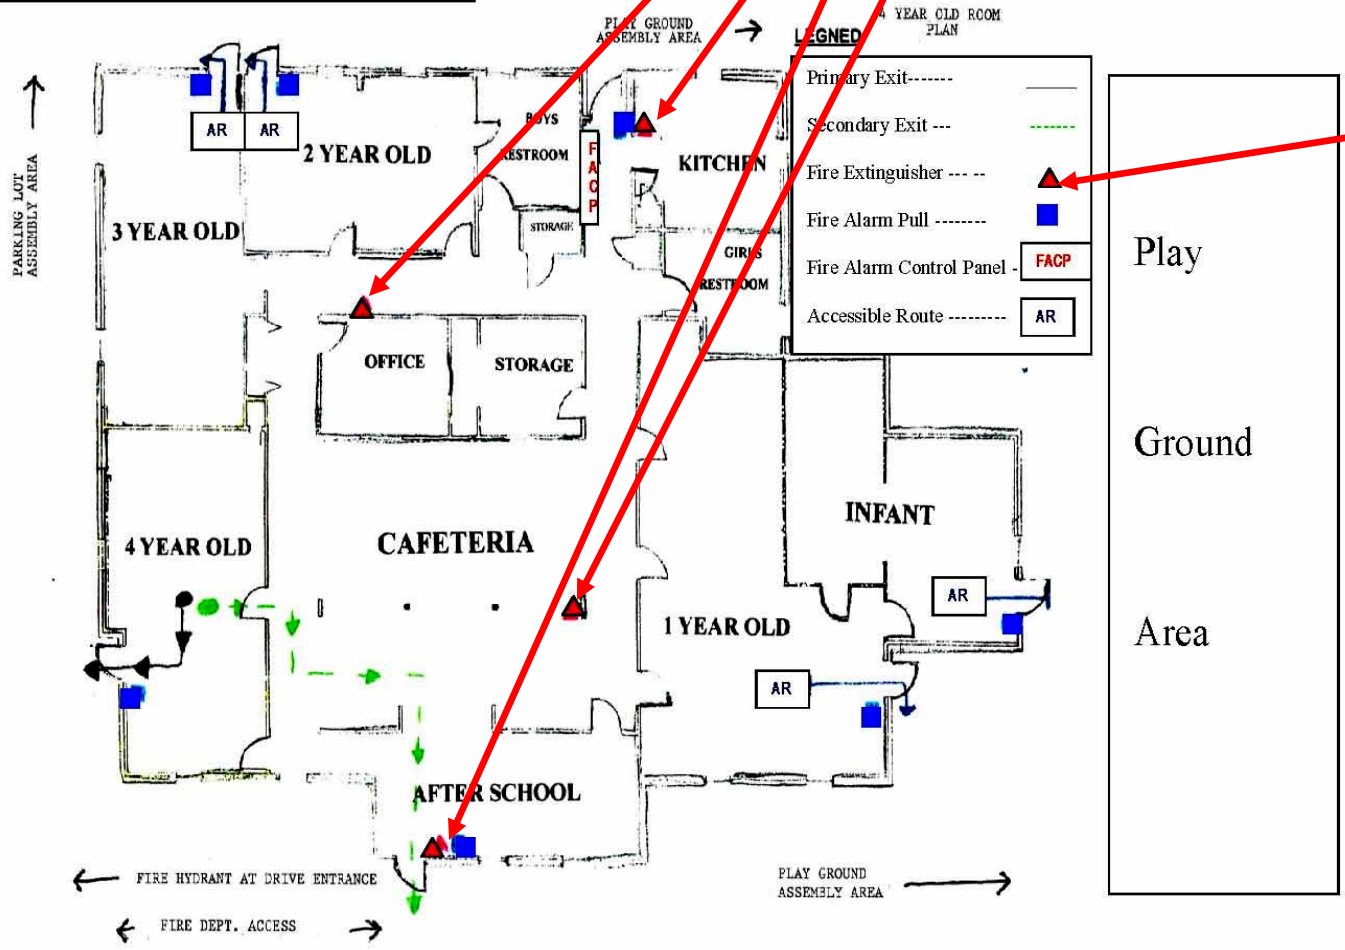 PLAY GROUND
ASSEMBLY AREA
4 YEAR OLD ROOM
PLAN
LEGNED
Primary Exit-------
Secondary Exit ---
Fire Extinguisher --- --
Fire Alarm Pull --------
Fire Alarm Control Panel -
FACP
Accessible Route ---------
AR
Play
Ground
Area
PARKING LOT
ASSEMBLY AREA
AR
AR
2 YEAR OLD
BOYS
RESTROOM
FACP
KITCHEN
3 YEAR OLD
STORAGE
GIRLS
RESTROOM
OFFICE
STORAGE
4 YEAR OLD
CAFETERIA
INFANT
AR
1 YEAR OLD
AR
AFTER SCHOOL
FIRE HYDRANT AT DRIVE ENTRANCE
FIRE DEPT. ACCESS
PLAY GROUND
ASSEMBLY AREA